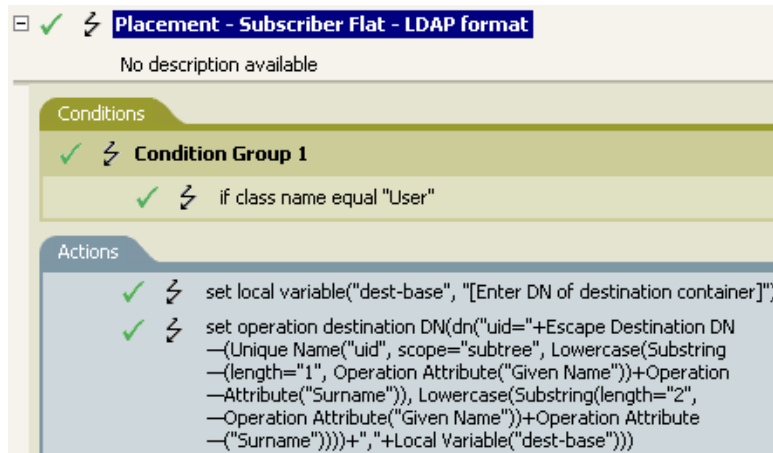 Placement - Subscriber Flat - LDAP format
No description available
Conditions
Condition Group 1
if class name equal "User"
Actions
set local variable("dest-base", "[Enter DN of destination container]")
set operation destination DN(dn("uid="+Escape Destination DN
—(Unique Name("uid", scope="subtree", Lowercase(Substring
—(length="1", Operation Attribute("Given Name"))+Operation
—Attribute("Surname")), Lowercase(Substring(length="2",
—Operation Attribute("Given Name"))+Operation Attribute
—("Surname"))))+","+Local Variable("dest-base")))